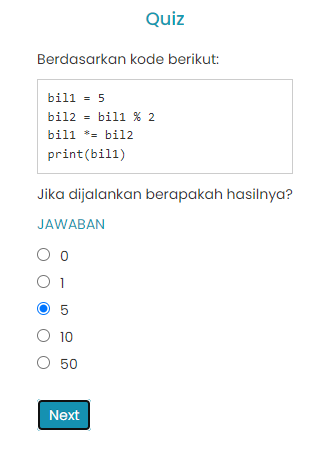 Quiz
Berdasarkan kode berikut:
bil1 = 5
bil2 = bil1 % 2
bil1 *= bil2
print(bil1)
Jika dijalankan berapakah hasilnya?
JAWABAN
0
1
5
10
50
Next